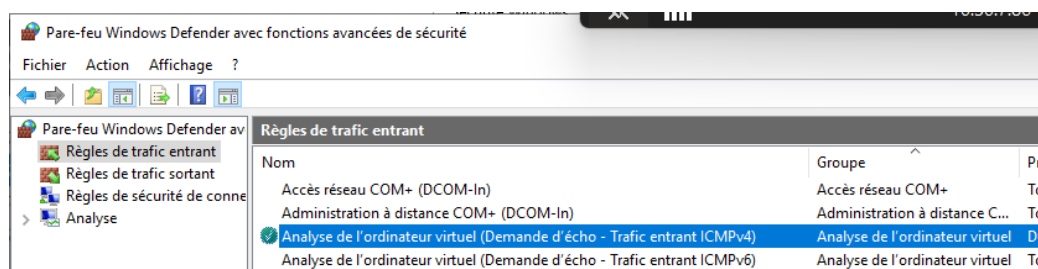 Pare-feu Windows Defender avec fonctions avancées de sécurité
Fichier Action Affichage ?
Pare-feu Windows Defender av
Règles de trafic entrant
Règles de trafic sortant
Règles de sécurité de conne
Analyse
Règles de trafic entrant
Nom Groupe
Accès réseau COM+ (DCOM-In) Accès réseau COM+
Administration à distance COM+ (DCOM-In) Administration à distance C...
Analyse de l'ordinateur virtuel (Demande d'écho - Trafic entrant ICMPv4) Analyse de l'ordinateur virtuel
Analyse de l'ordinateur virtuel (Demande d'écho - Trafic entrant ICMPv6) Analyse de l'ordinateur virtuel